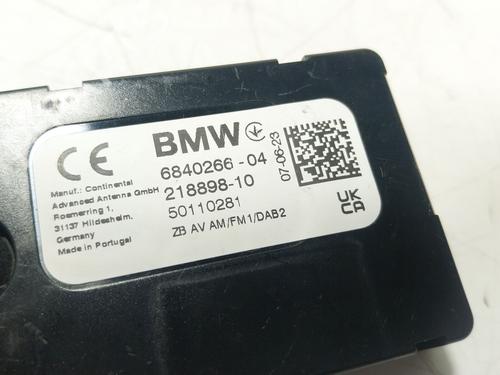 CE
BMW
6840266-04
218898-10
50110281
ZB AV AM/FM1/DAB2
07-06-23
Manuf.: Continental
Advanced Antenna GmbH
Roemerring 1,
31137 Hildesheim,
Germany
Made in Portugal
UK
CA